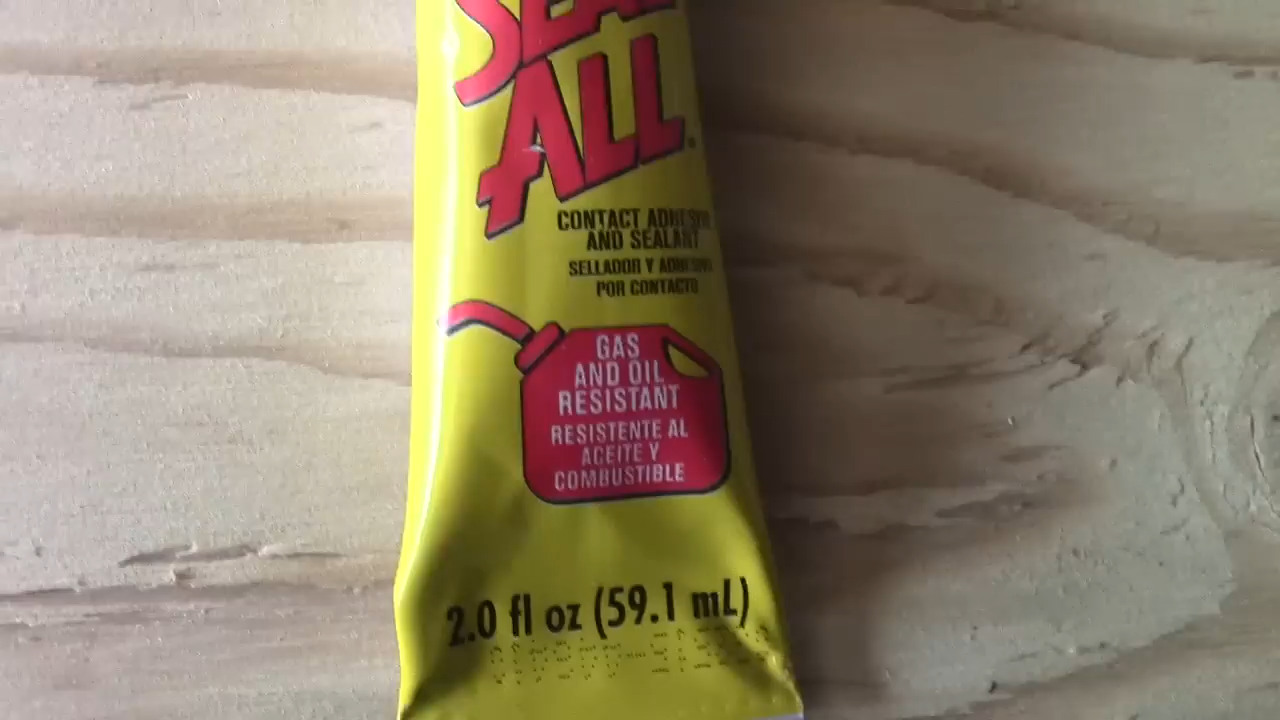 SEAL
ALL
CONTACT ADHESIVE
AND SEALANT
SELLADOR Y ADHESIVO
POR CONTACTO
GAS
AND OIL
RESISTANT
RESISTENTE AL
ACEITE Y
COMBUSTIBLE
2.0 fl oz (59.1 mL)